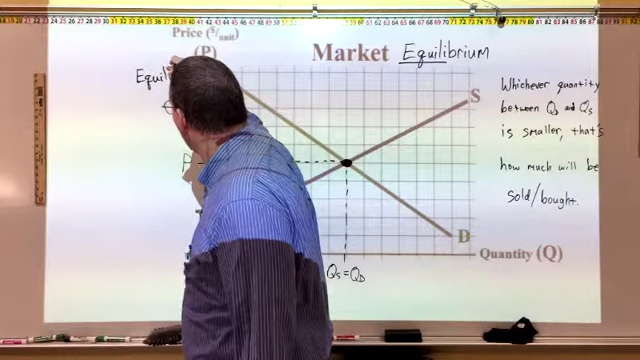 Price ($/unit)
(P)
Market Equilibrium
Whichever quantity
between QD and QS
is smaller, that's
how much will be
sold/bought.
S
D
Quantity (Q)
QS = QD